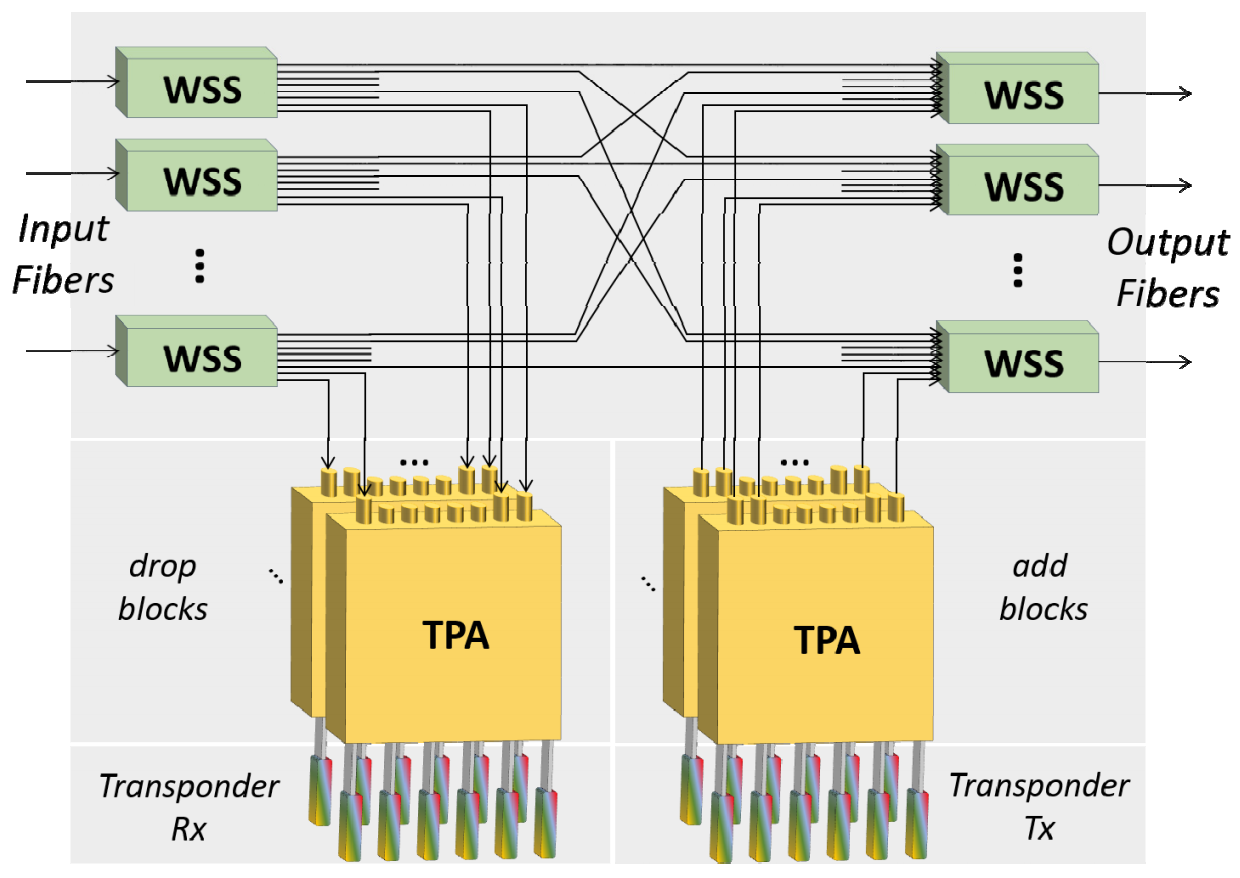 WSS
WSS
WSS
WSS
Input
Fibers
Output
Fibers
WSS
WSS
drop
blocks
add
blocks
TPA
TPA
Transponder
Rx
Transponder
Tx